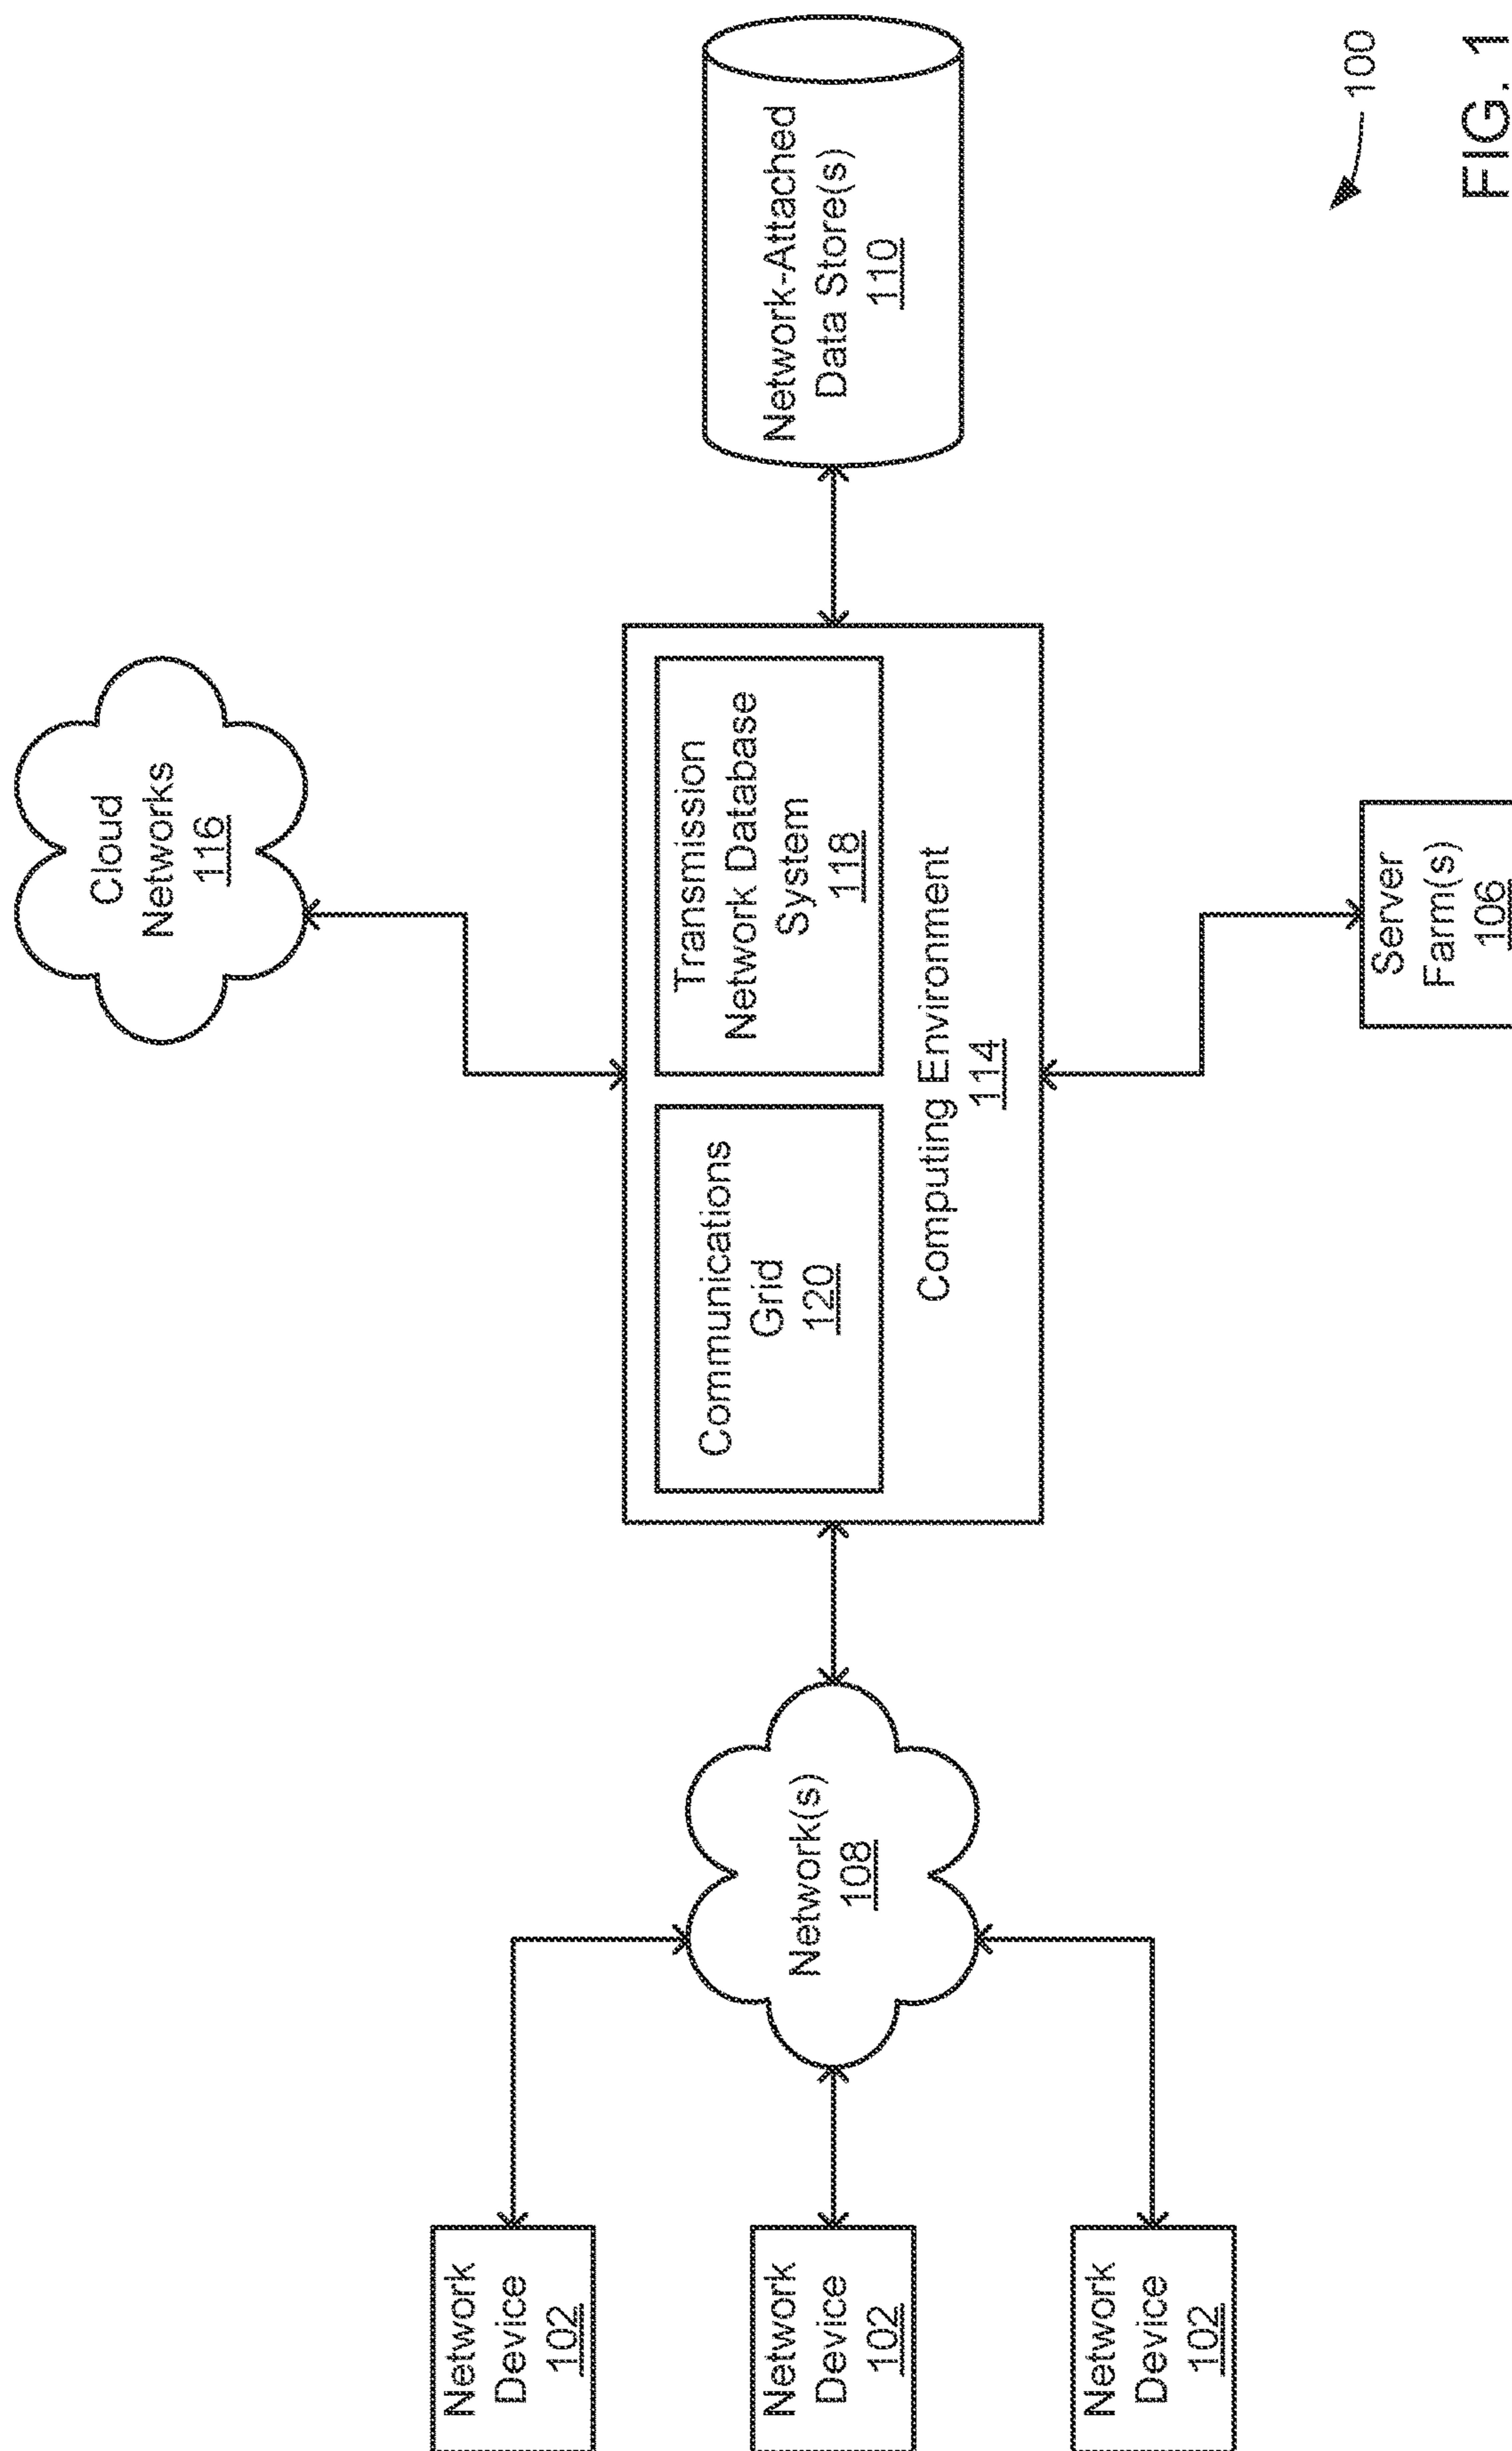 Cloud
Networks
116
Network
Device
102
Network
Device
102
Network
Device
102
Network(s)
108
Communications
Grid
120
Transmission
Network Database
System
118
Computing Environment
114
Network-Attached
Data Store(s)
110
Server
Farm(s)
106
100
FIG. 1